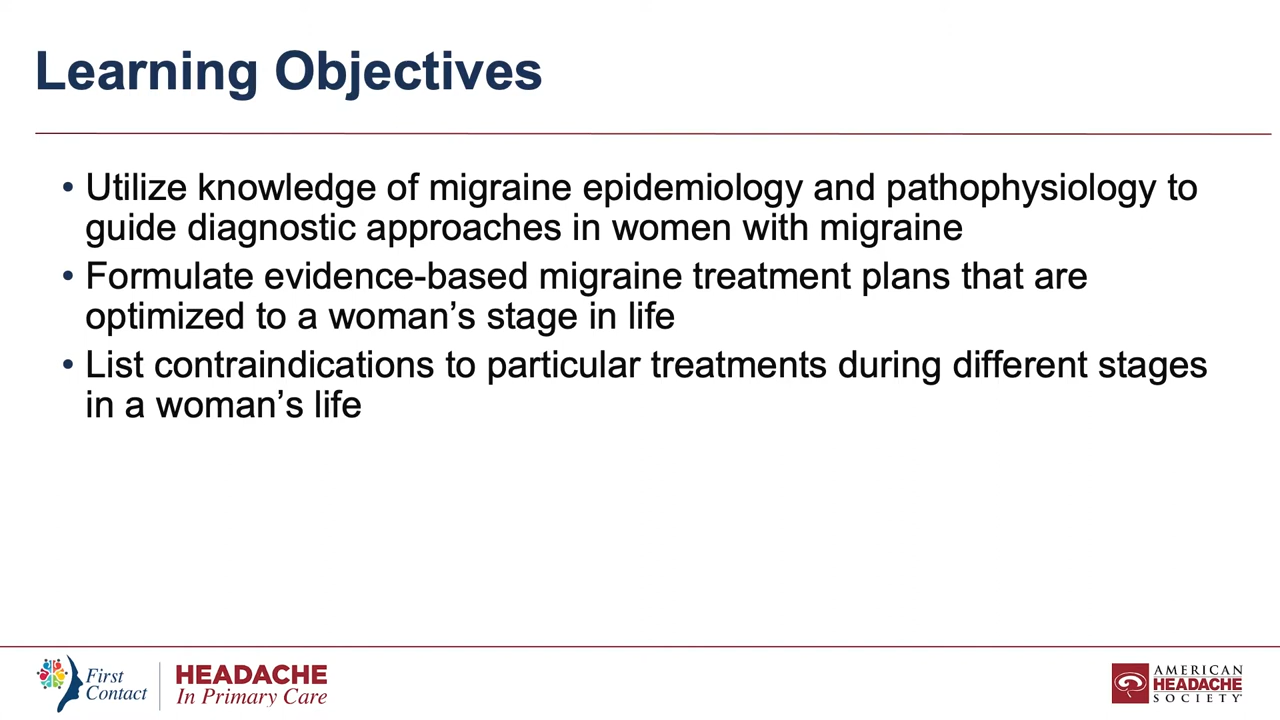 Learning Objectives
• Utilize knowledge of migraine epidemiology and pathophysiology to
guide diagnostic approaches in women with migraine
• Formulate evidence-based migraine treatment plans that are
optimized to a woman’s stage in life
• List contraindications to particular treatments during different stages
in a woman’s life
First
Contact
HEADACHE
In Primary Care
AMERICAN
HEADACHE
SOCIETY